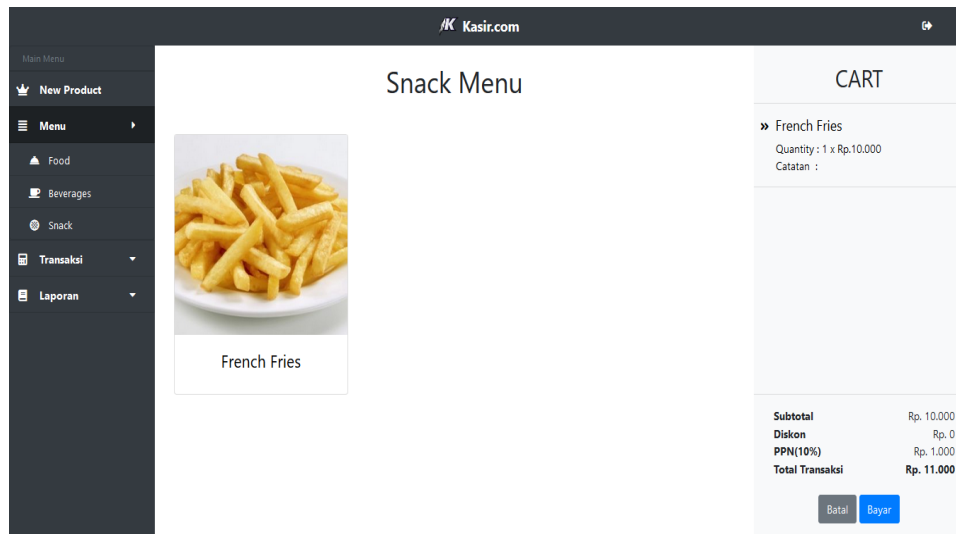 Kasir.com
Main Menu
New Product
Menu
Food
Beverages
Snack
Transaksi
Laporan
Snack Menu
French Fries
CART
» French Fries
Quantity : 1 x Rp.10.000
Catatan :
Subtotal Rp. 10.000
Diskon Rp. 0
PPN(10%) Rp. 1.000
Total Transaksi Rp. 11.000
Batal Bayar